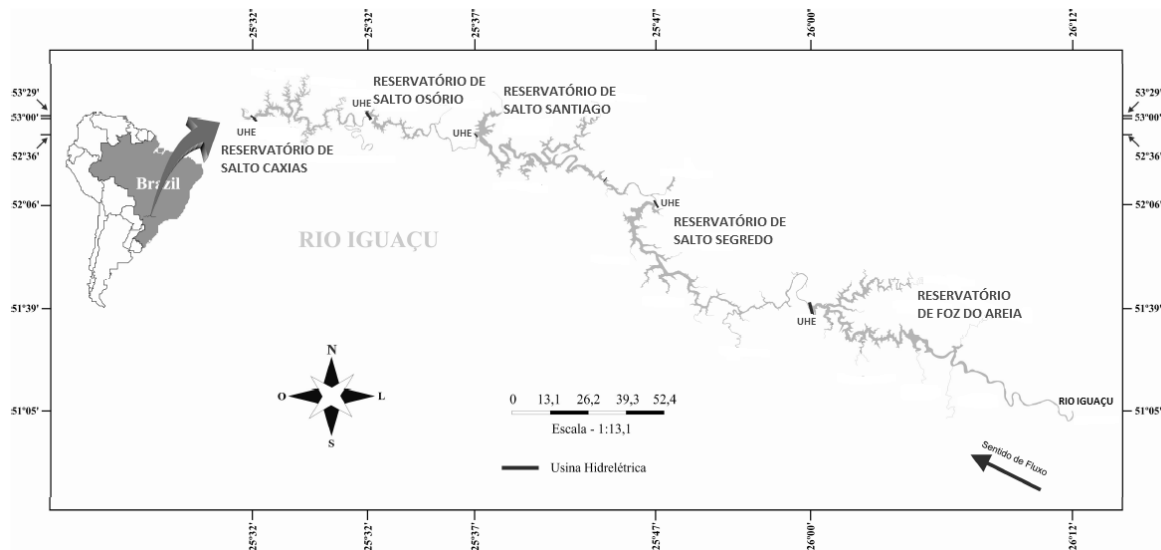 25°32"
25°32"
25°37"
25°47"
26°00"
26°12"
53°29'
53°00'
52°36'
52°06'
51°39'
51°05'
53°29'
53°00'
52°36'
52°06'
51°39'
51°05'
Brazil
UHE
RESERVATÓRIO DE
SALTO CAXIAS
UHE
RESERVATÓRIO DE
SALTO OSÓRIO
UHE
RESERVATÓRIO DE
SALTO SANTIAGO
UHE
RESERVATÓRIO DE
SALTO SEGREDO
RIO IGUAÇU
UHE
RESERVATÓRIO
DE FOZ DO AREIA
RIO IGUAÇU
N
O
L
S
0 13,1 26,2 39,3 52,4
Escala - 1:13,1
Usina Hidrelétrica
Sentido de Fluxo
25°32"
25°32"
25°37"
25°47"
26°00"
26°12"